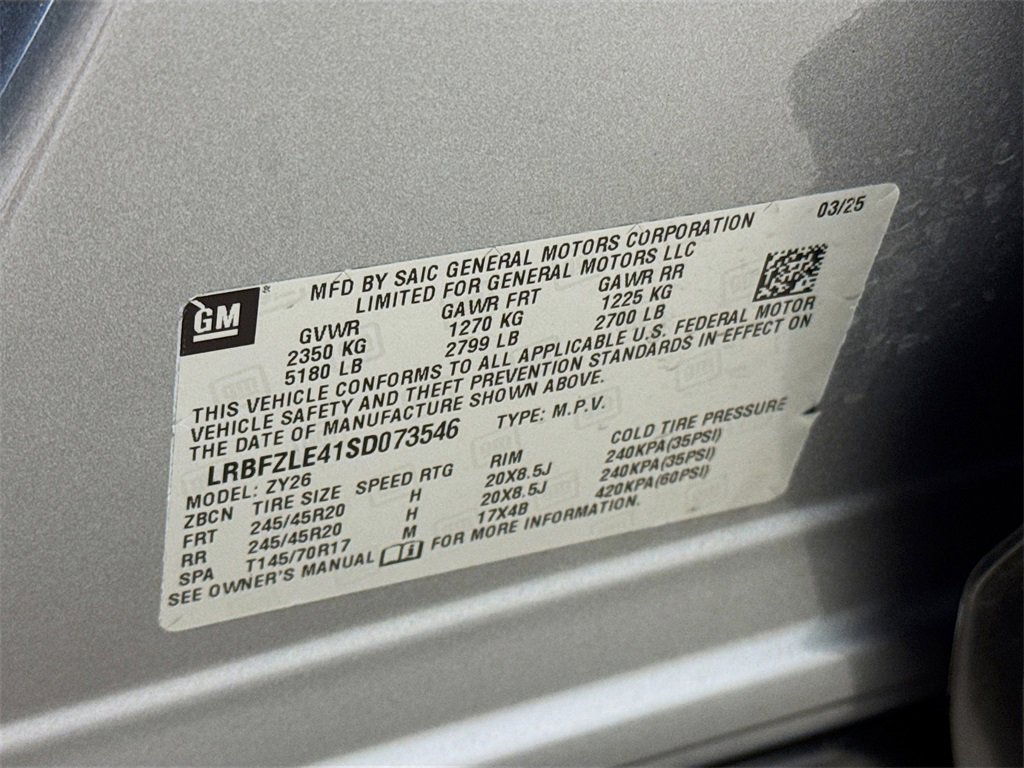 03/25
GM ®
MFD BY SAIC GENERAL MOTORS CORPORATION
LIMITED FOR GENERAL MOTORS LLC
GVWR GAWR FRT GAWR RR
2350 KG 1270 KG 1225 KG
5180 LB 2799 LB 2700 LB
THIS VEHICLE CONFORMS TO ALL APPLICABLE U.S. FEDERAL MOTOR
VEHICLE SAFETY AND THEFT PREVENTION STANDARDS IN EFFECT ON
THE DATE OF MANUFACTURE SHOWN ABOVE.
LRBFZLE41SD073546 TYPE: M.P.V.
MODEL: ZY26
ZBCN TIRE SIZE SPEED RTG RIM COLD TIRE PRESSURE
FRT 245/45R20 H 20X8.5J 240KPA(35PSI)
RR 245/45R20 H 20X8.5J 240KPA(35PSI)
SPA T145/70R17 M 17X4B 420KPA(60PSI)
SEE OWNER'S MANUAL FOR MORE INFORMATION.